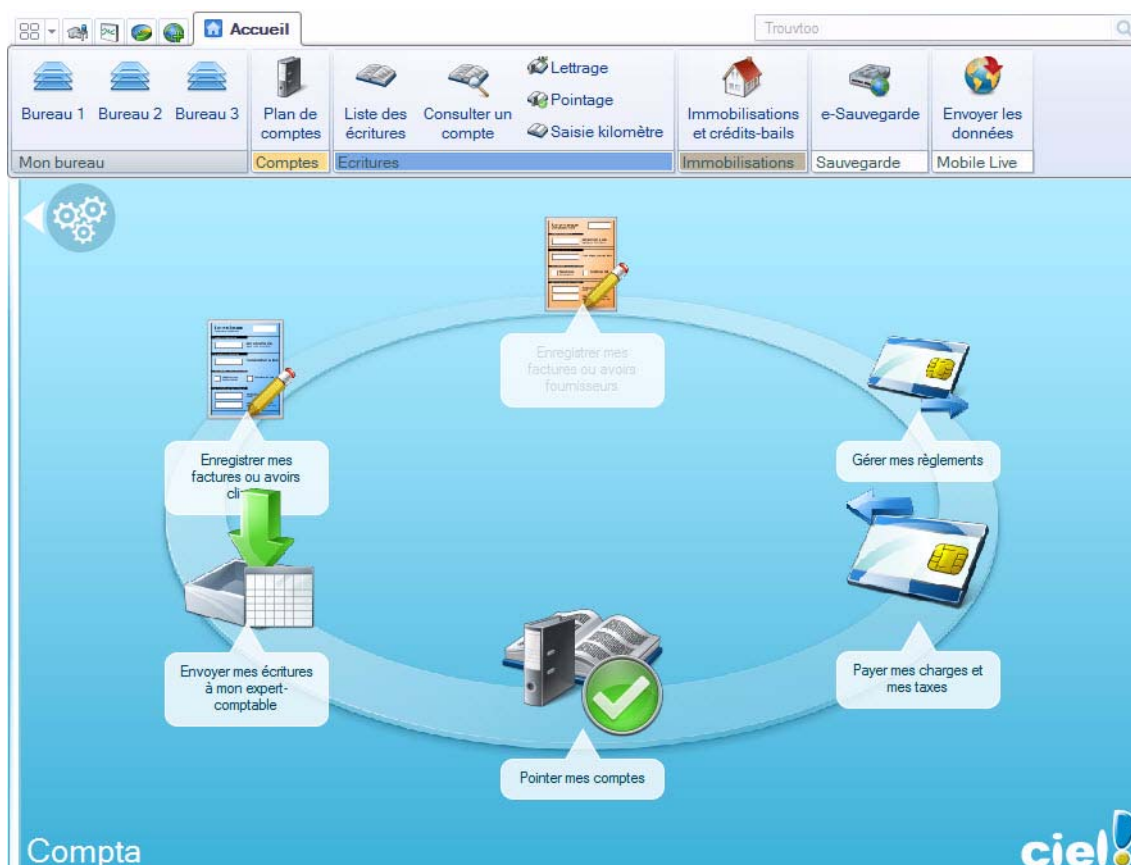 Accueil
Trouvtoo
Bureau 1 Bureau 2 Bureau 3
Plan de
comptes
Liste des
écritures
Consulter un
compte
Lettrage
Pointage
Saisie kilomètre
Immobilisations
et crédits-bails
e-Sauvegarde
Envoyer les
données
Mon bureau
Comptes
Ecritures
Immobilisations
Sauvegarde
Mobile Live
Enregistrer mes
factures ou avoirs
fournisseurs
Enregistrer mes
factures ou avoirs
Gérer mes règlements
Envoyer mes écritures
à mon expert-
comptable
Payer mes charges et
mes taxes
Pointer mes comptes
Compta
ciel!